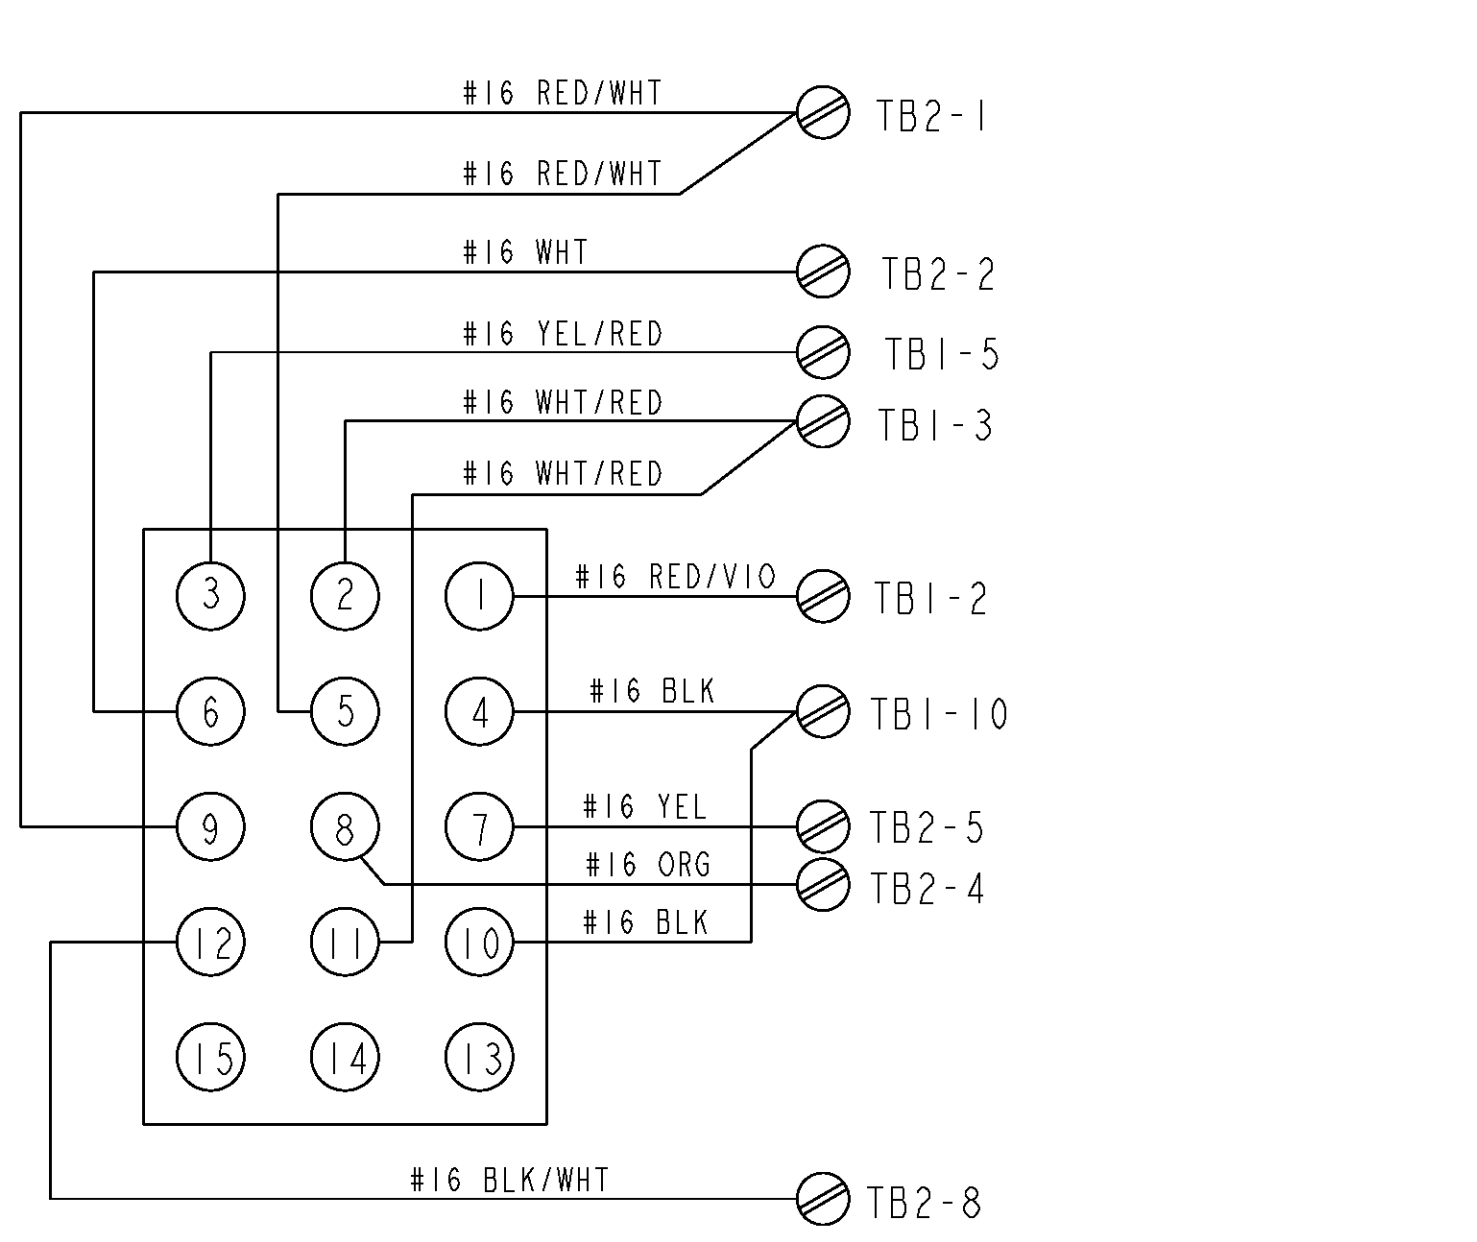 #16 RED/WHT
TB2-1
#16 RED/WHT
#16 WHT
TB2-2
#16 YEL/RED
TB1-5
#16 WHT/RED
TB1-3
#16 WHT/RED
3 2 1
#16 RED/VIO
TB1-2
6 5 4
#16 BLK
TB1-10
9 8 7
#16 YEL
TB2-5
#16 ORG
TB2-4
12 11 10
#16 BLK
15 14 13
#16 BLK/WHT
TB2-8